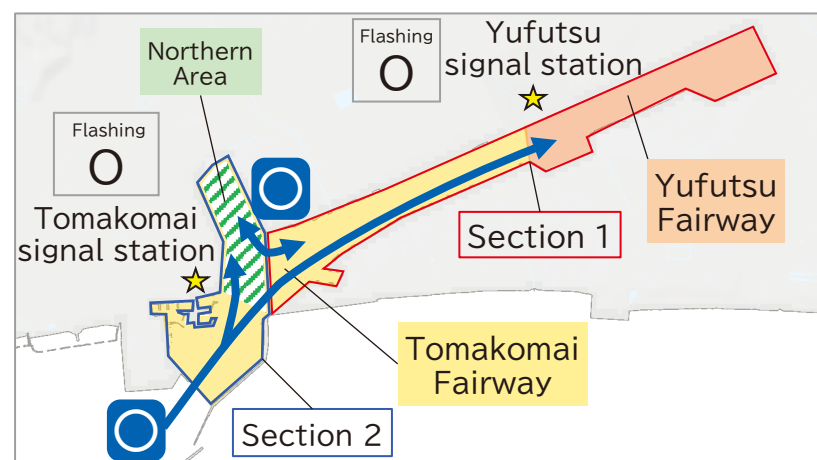 Northern
Area
Flashing
O
Yufutsu
signal station
Flashing
O
Tomakomai
signal station
Yufutsu
Fairway
Section 1
Tomakomai
Fairway
Section 2